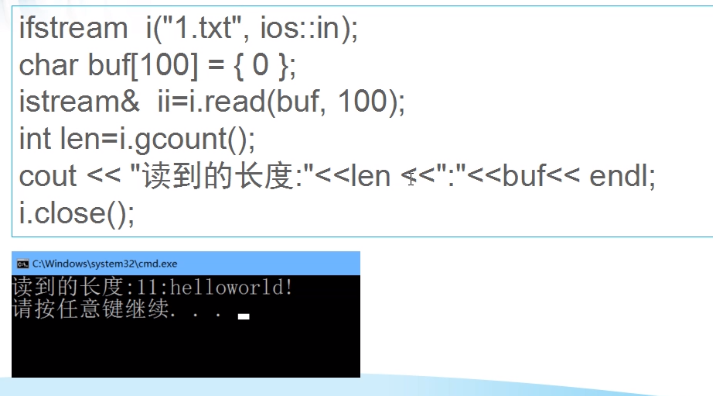 ifstream i("1.txt", ios::in);
char buf[100] = { 0 };
istream& ii=i.read(buf, 100);
int len=i.gcount();
cout << "读到的长度:"<<len <<":"<<buf<< endl;
i.close();
C:\Windows\system32\cmd.exe
读到的长度:11:helloworld!
请按任意键继续. . .